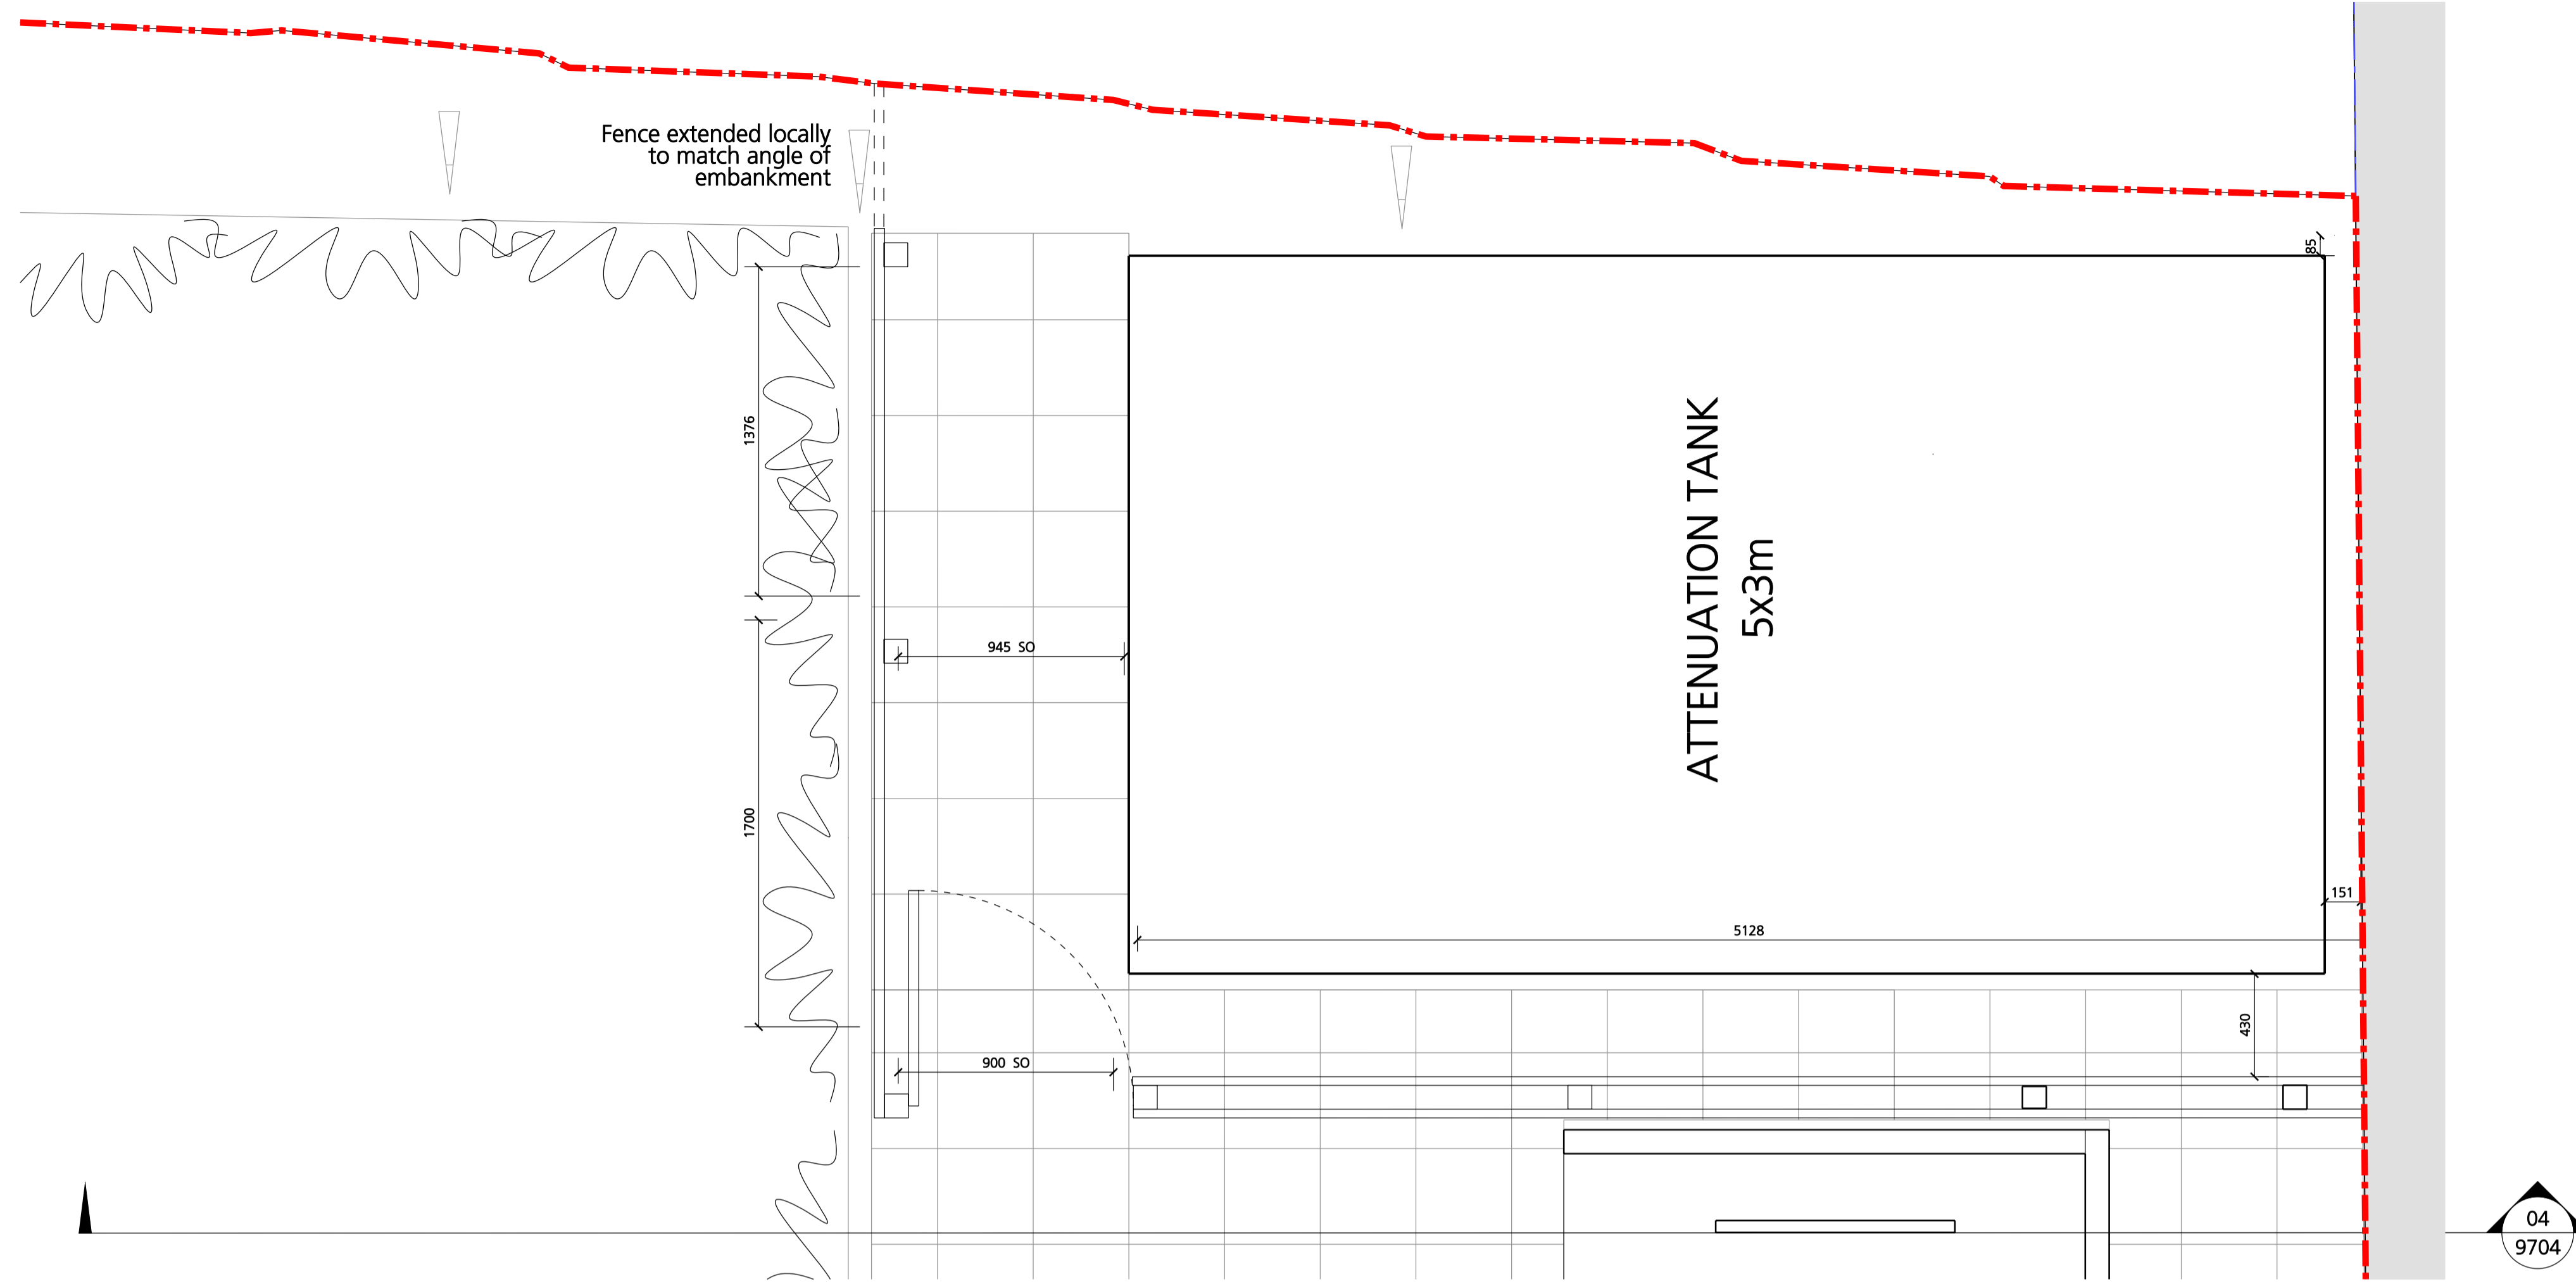 Fence extended locally
to match angle of
embankment
85
1376
ATTENUATION TANK
5x3m
945 SO
1700
151
5128
430
900 SO
04
9704